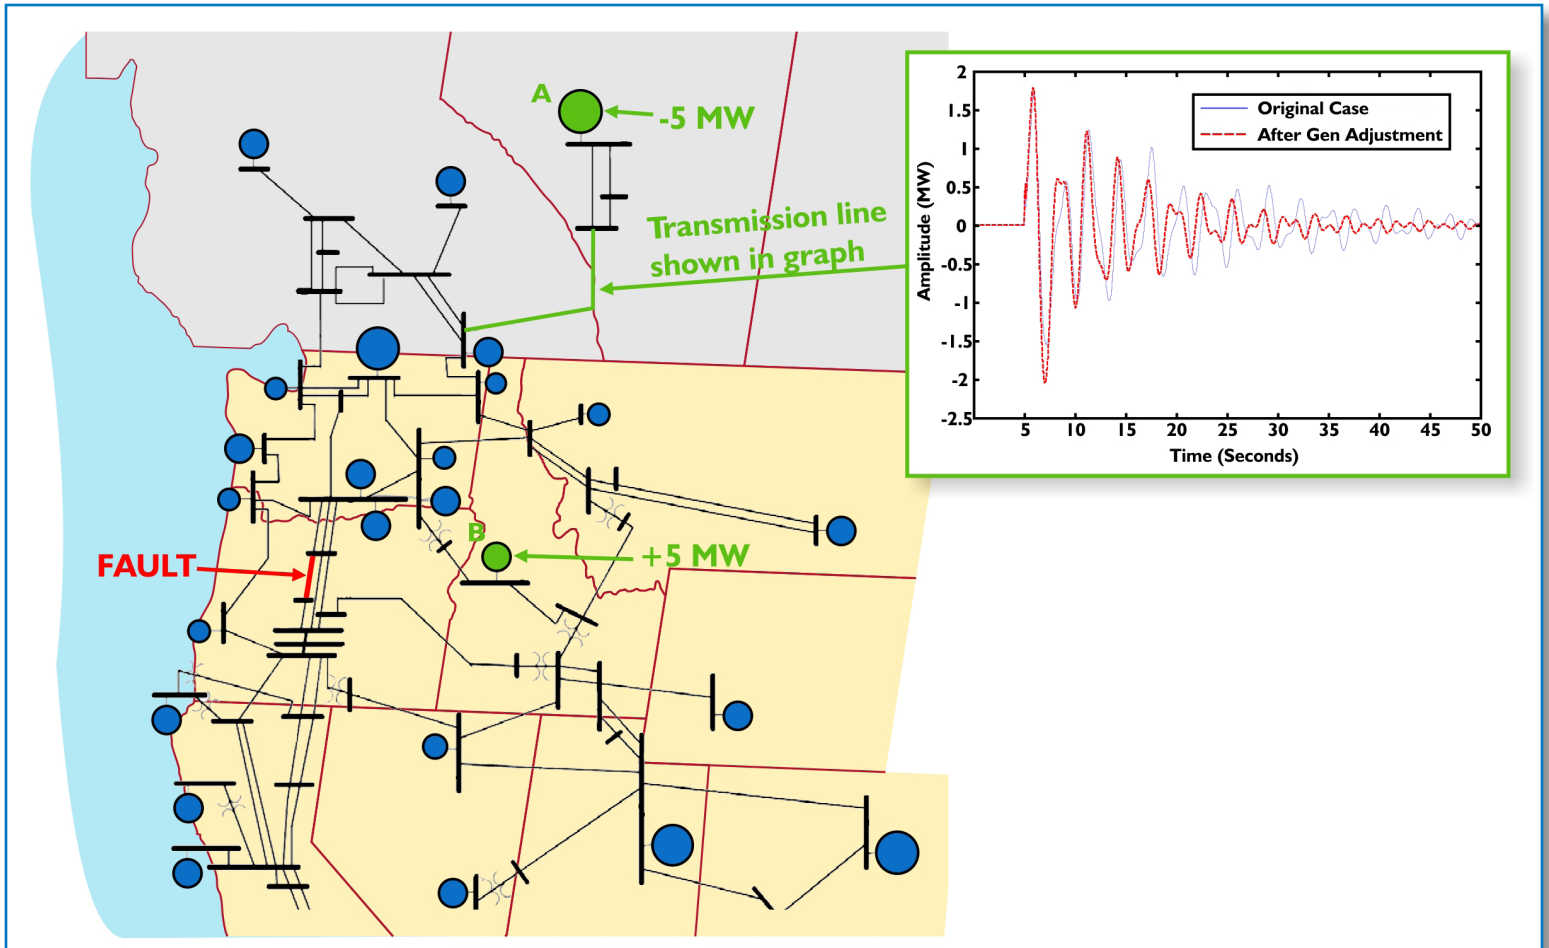 A
-5 MW
Transmission line
shown in graph
B
+5 MW
FAULT
2
1.5
1
0.5
0
-0.5
-1
-1.5
-2
-2.5
Amplitude (MW)
Original Case
After Gen Adjustment
5 10 15 20 25 30 35 40 45 50
Time (Seconds)